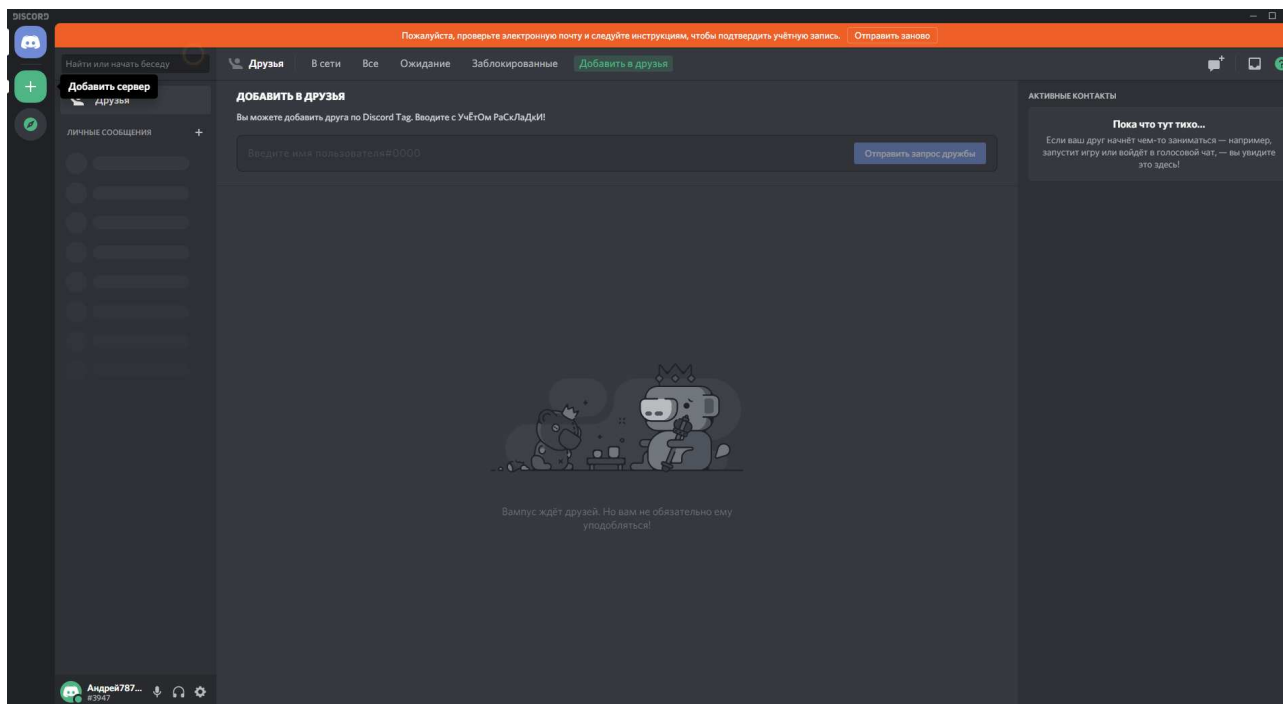 DISCORD
Пожалуйста, проверьте электронную почту и следуйте инструкциям, чтобы подтвердить учётную запись. Отправить заново
Найти или начать беседу
Друзья В сети Все Ожидание Заблокированные Добавить в друзья
Добавить сервер
Друзья
ЛИЧНЫЕ СООБЩЕНИЯ +
ДОБАВИТЬ В ДРУЗЬЯ
Вы можете добавить друга по Discord Tag. Вводите с УчЁтОм РаСкЛаДкИ!
Введите имя пользователя#0000 Отправить запрос дружбы
АКТИВНЫЕ КОНТАКТЫ
Пока что тут тихо...
Если ваш друг начнёт чем-то заниматься — например,
запустит игру или войдёт в голосовой чат, — вы увидите
это здесь!
Вампус ждёт друзей. Но вам не обязательно ему
уподобляться!
Андрей787...
#3947